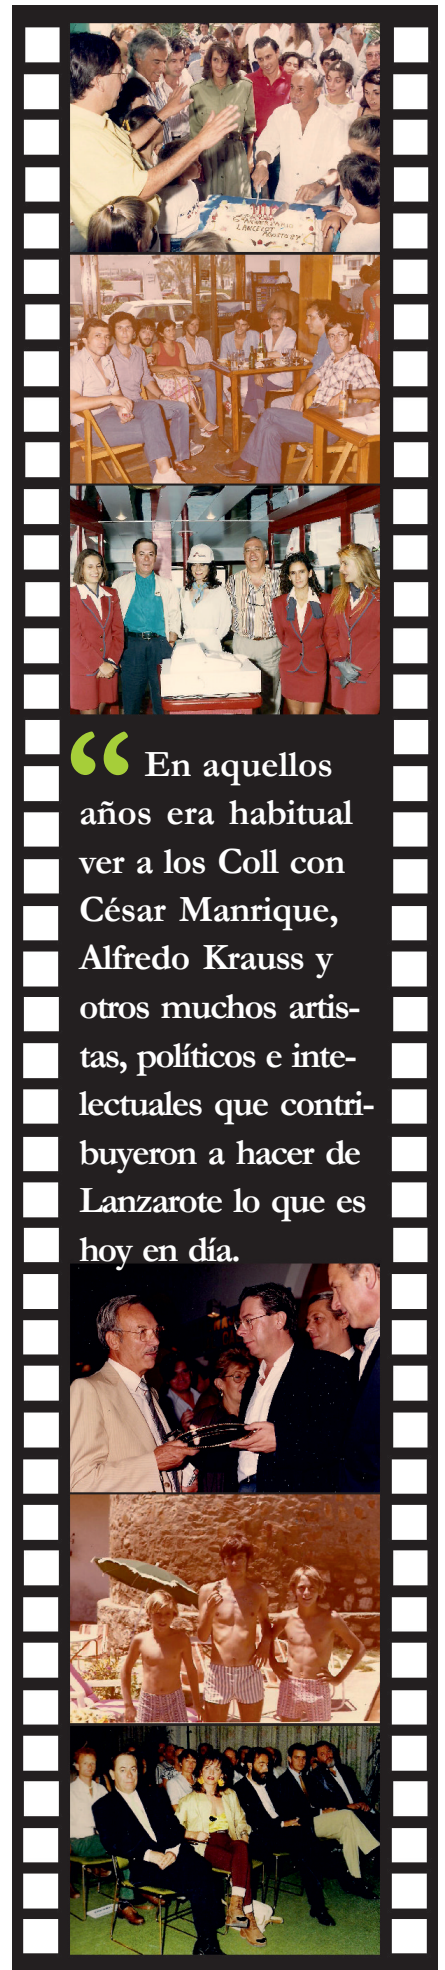 LANCELOT
“ En aquellos
años era habitual
ver a los Coll con
César Manrique,
Alfredo Krauss y
otros muchos artis-
tas, políticos e inte-
lectuales que contri-
buyeron a hacer de
Lanzarote lo que es
hoy en día.